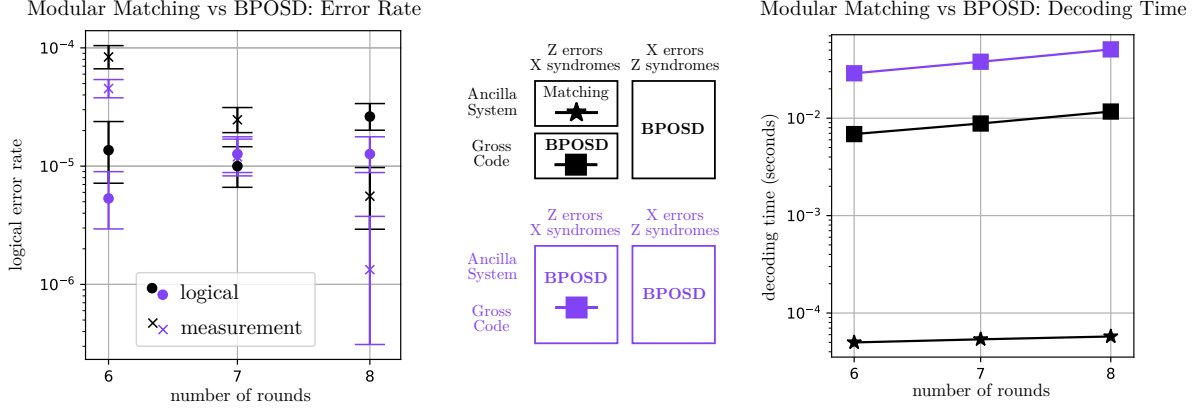 Modular Matching vs BPOSD: Error Rate
10⁻⁴
10⁻⁵
10⁻⁶
logical error rate
logical
measurement
6
7
8
number of rounds
Z errors
X syndromes
X errors
Z syndromes
Ancilla
System
Matching
Gross
Code
BPOSD
BPOSD
Z errors
X syndromes
X errors
Z syndromes
Ancilla
System
Gross
Code
BPOSD
BPOSD
Modular Matching vs BPOSD: Decoding Time
10⁻²
10⁻³
10⁻⁴
decoding time (seconds)
6
7
8
number of rounds